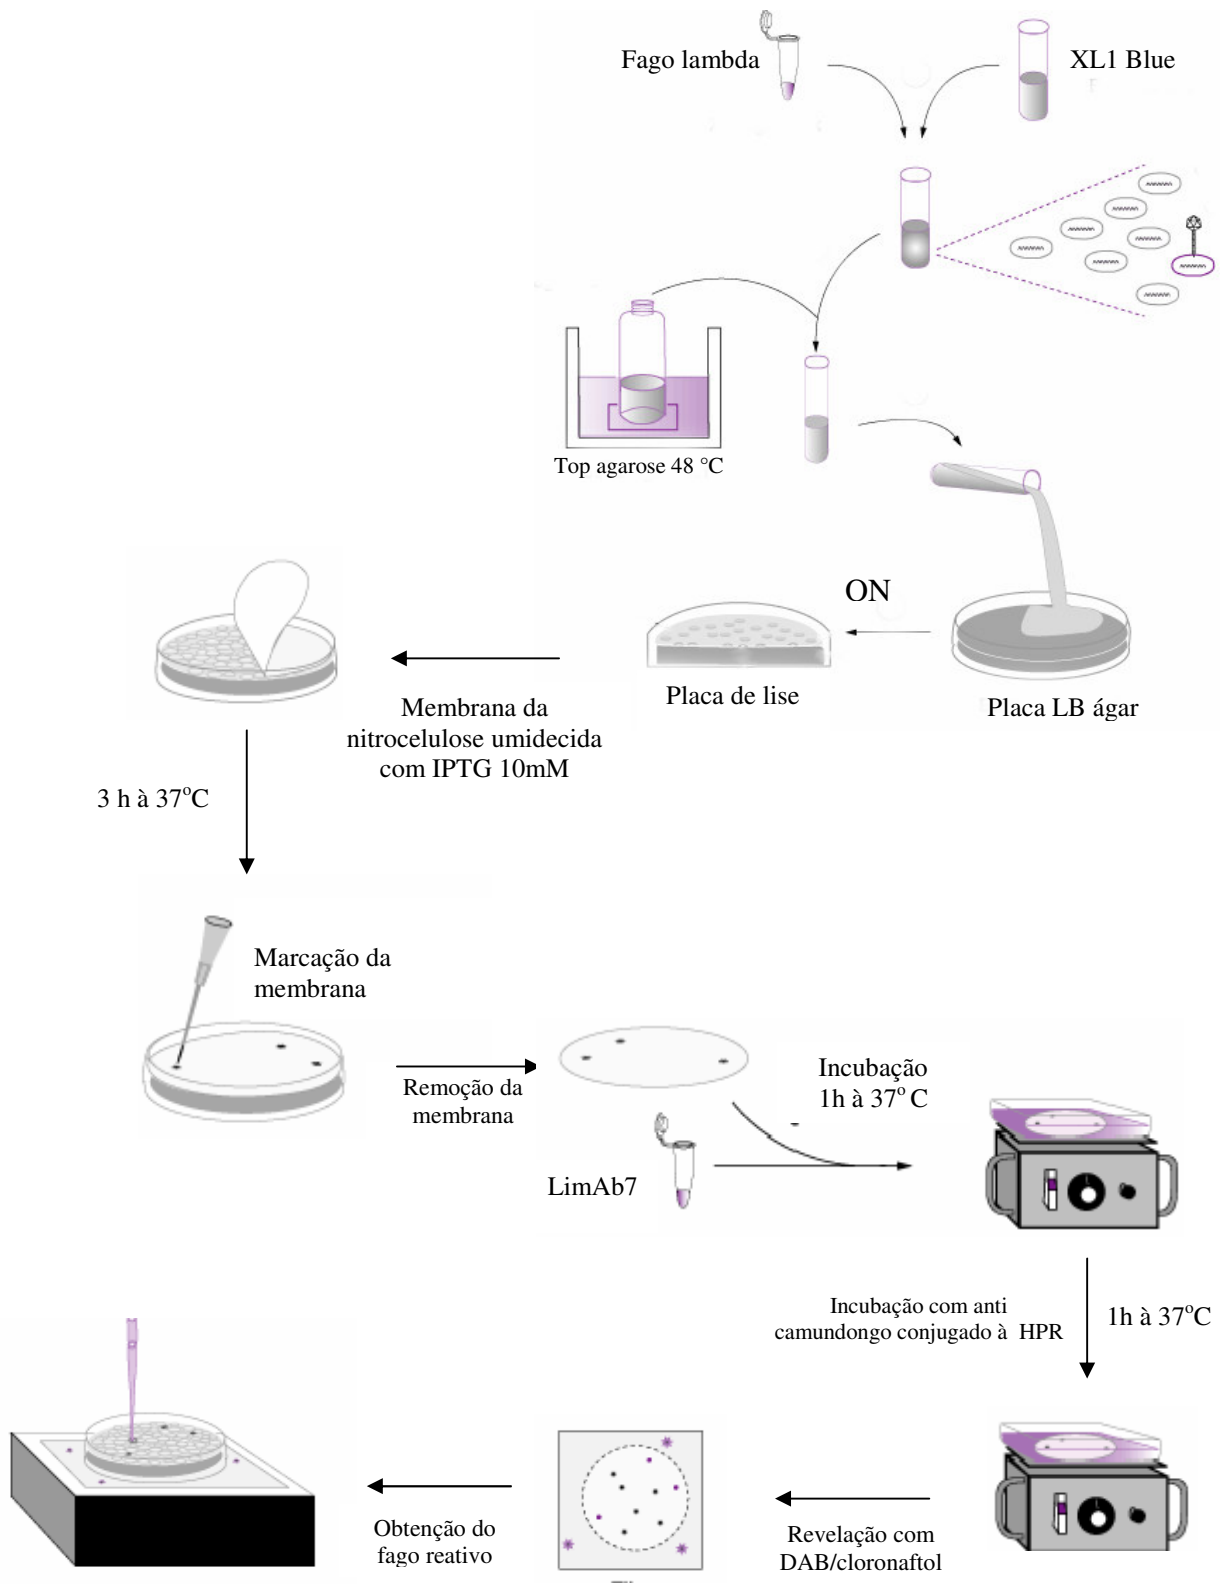 Fago lambda
XL1 Blue
Top agarose 48 °C
ON
Placa de lise
Placa LB ágar
Membrana da
nitrocelulose umidecida
com IPTG 10mM
3 h à 37°C
Marcação da
membrana
Remoção da
membrana
Incubação
1h à 37° C
LimAb7
Incubação com anti
camundongo conjugado à HPR
1h à 37°C
Revelação com
DAB/cloronaftol
Obtenção do
fago reativo